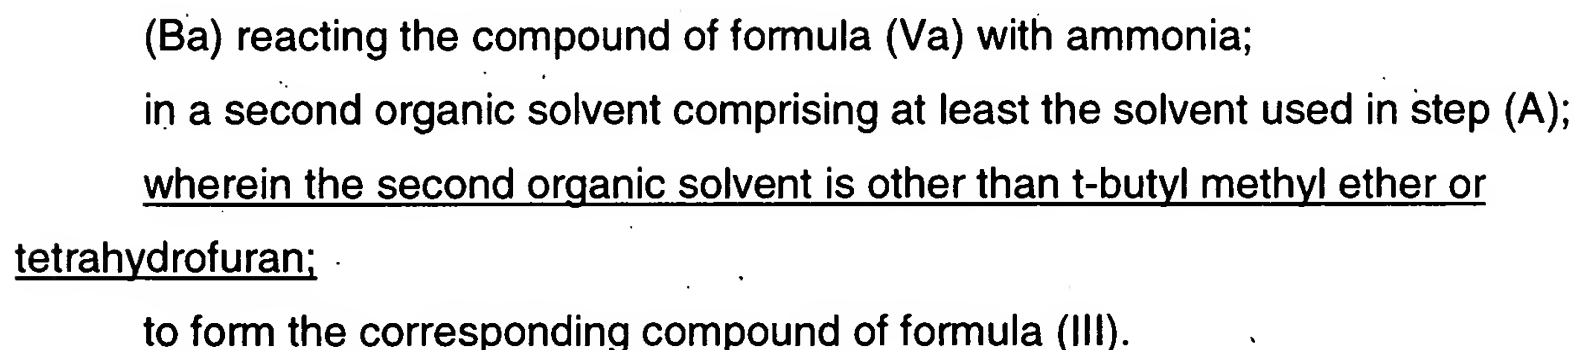 (Ba) reacting the compound of formula (Va) with ammonia;
in a second organic solvent comprising at least the solvent used in step (A);
wherein the second organic solvent is other than t-butyl methyl ether or
tetrahydrofuran;
to form the corresponding compound of formula (III).